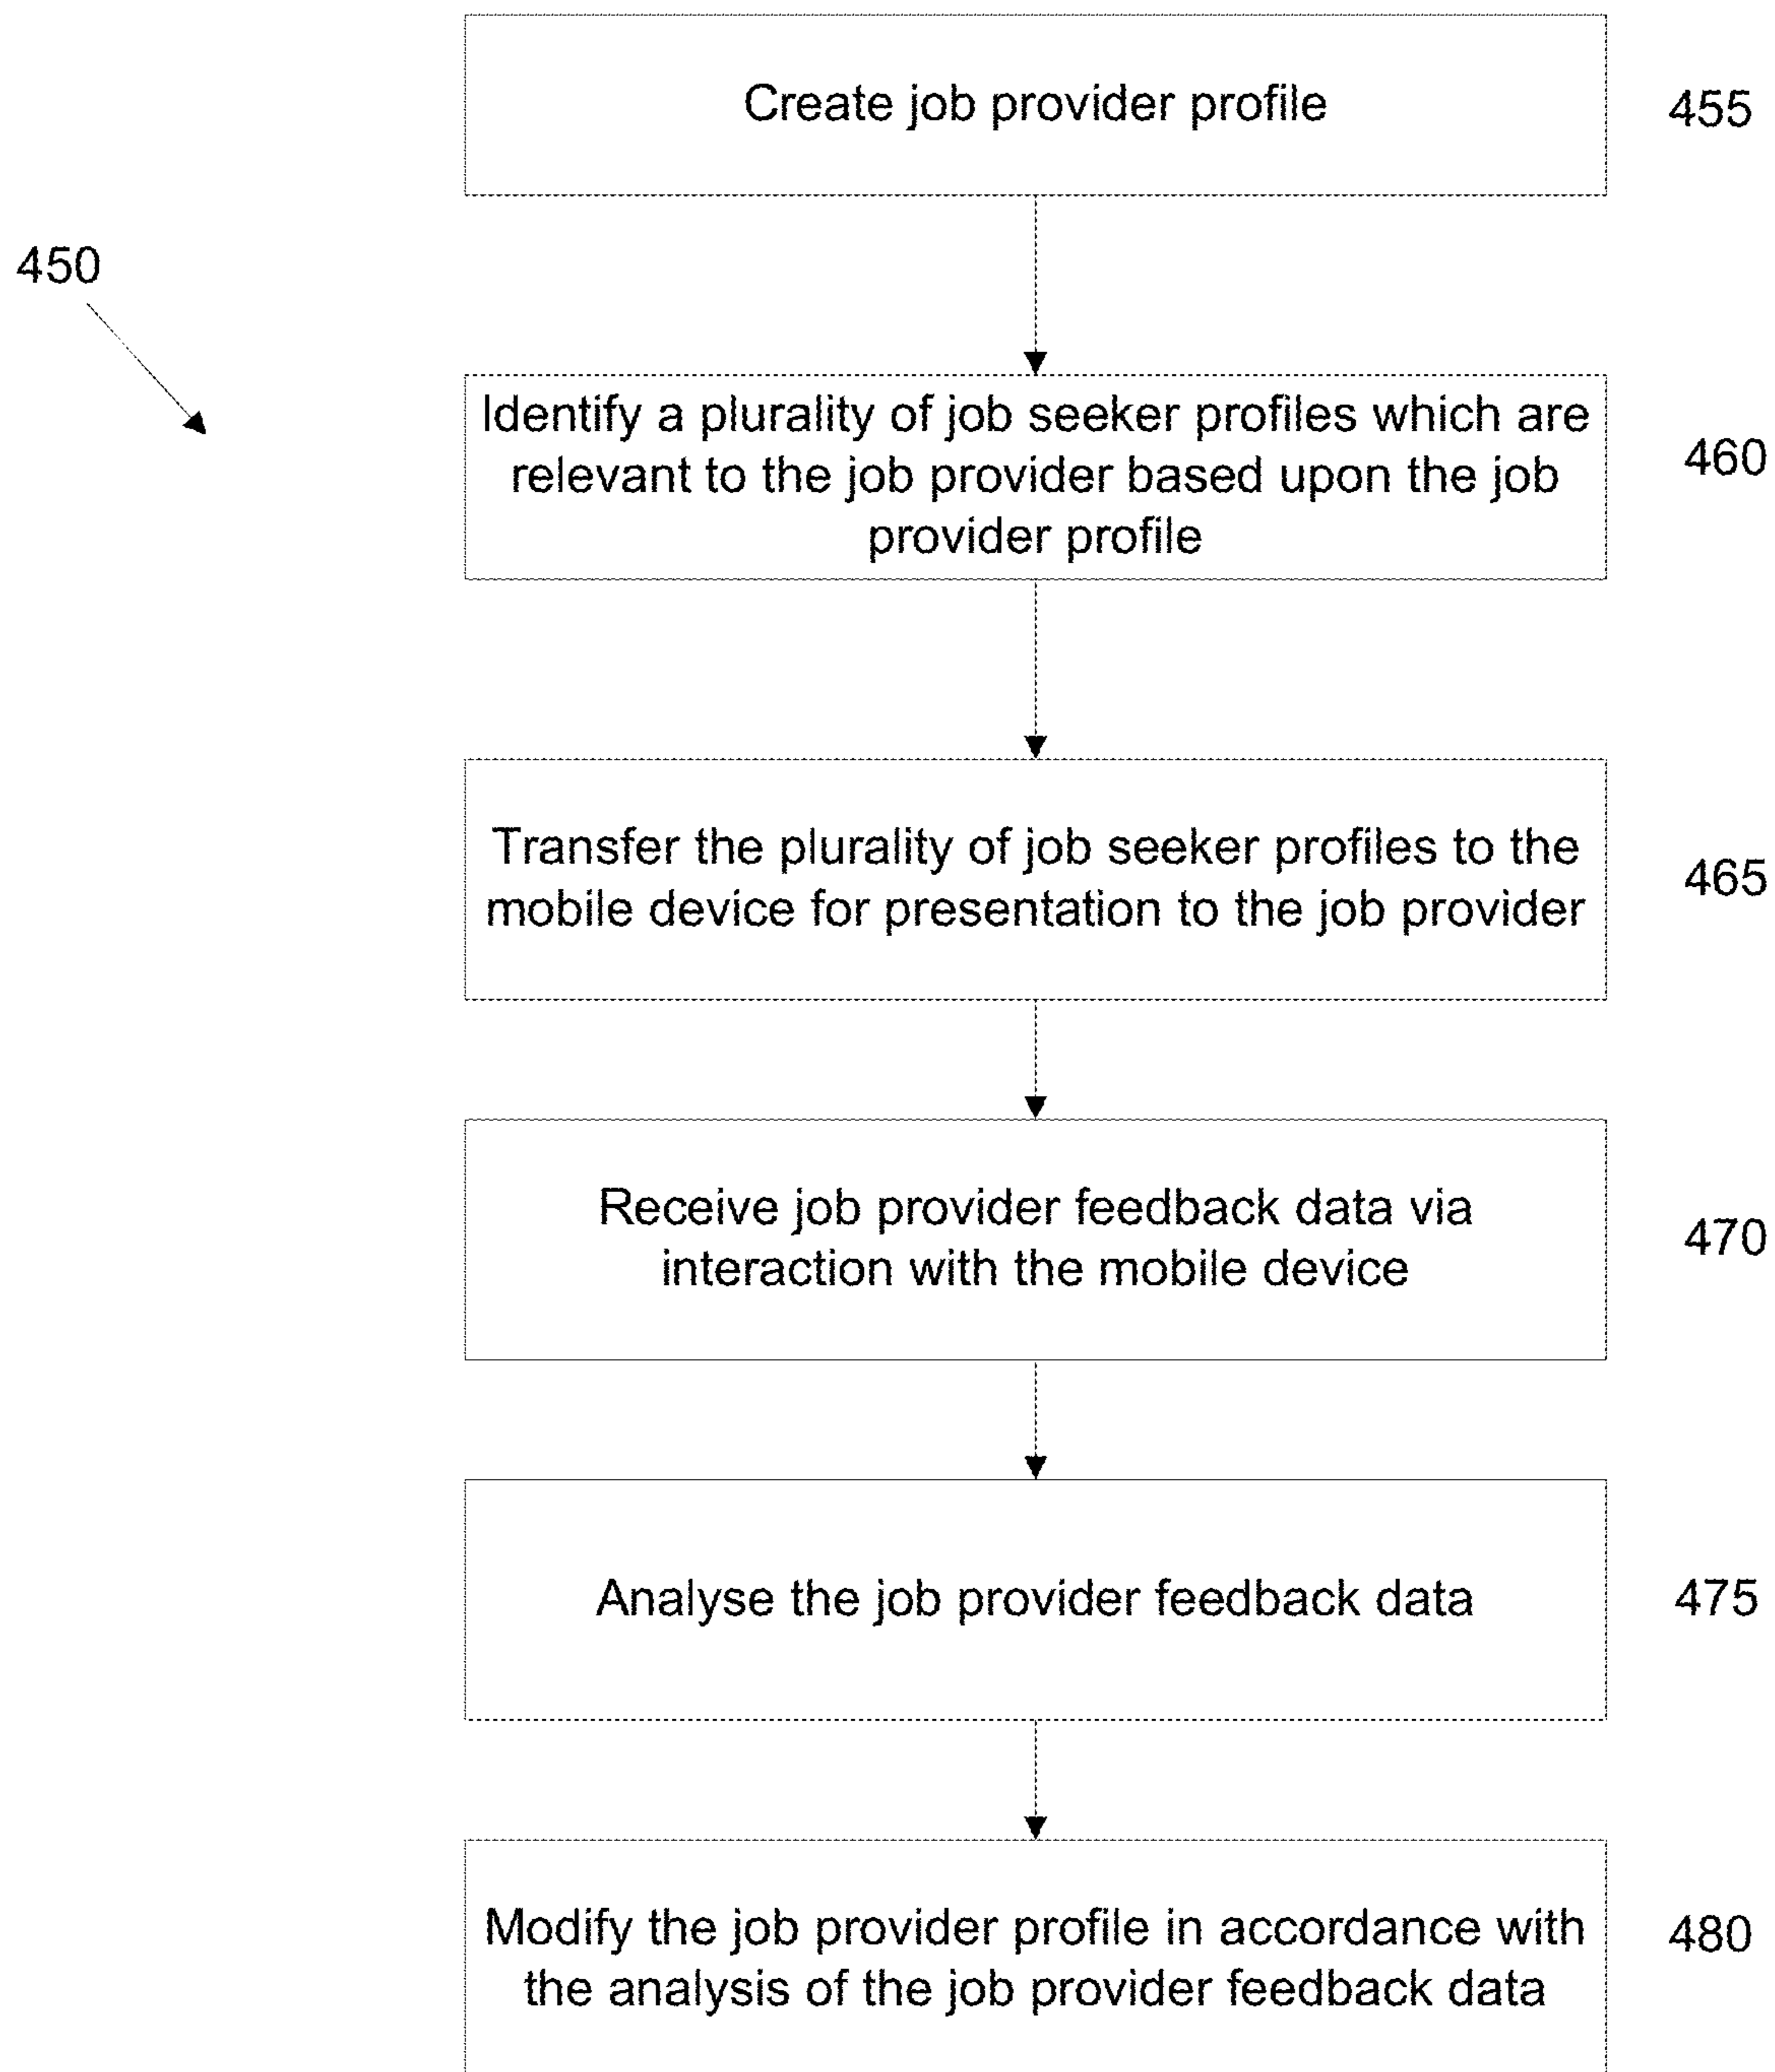 Create job provider profile
455
450
Identify a plurality of job seeker profiles which are
relevant to the job provider based upon the job
provider profile
460
Transfer the plurality of job seeker profiles to the
mobile device for presentation to the job provider
465
Receive job provider feedback data via
interaction with the mobile device
470
Analyse the job provider feedback data
475
Modify the job provider profile in accordance with
the analysis of the job provider feedback data
480